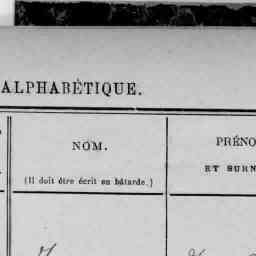 ALPHABÉTIQUE.
NOM.
(Il doit être écrit en bâtarde.)
PRÉNO
ET SURN